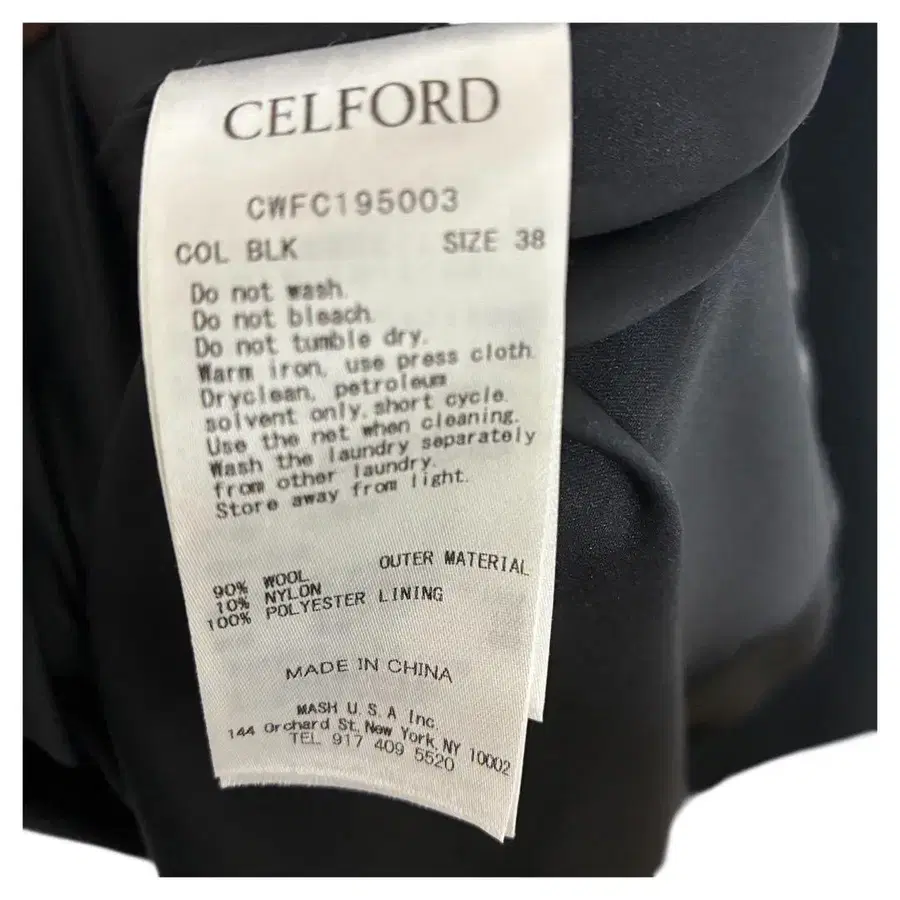 CELFORD
CWFC195003
COL BLK SIZE 38
Do not wash.
Do not bleach.
Do not tumble dry.
Warm iron, use press cloth.
Dryclean, petroleum
solvent only, short cycle.
Use the net when cleaning.
Wash the laundry separately
from other laundry.
Store away from light.
OUTER MATERIAL
90% WOOL
10% NYLON
100% POLYESTER LINING
MADE IN CHINA
MASH U.S.A Inc.
144 Orchard St, New York, NY 10002
TEL 917 409 5520